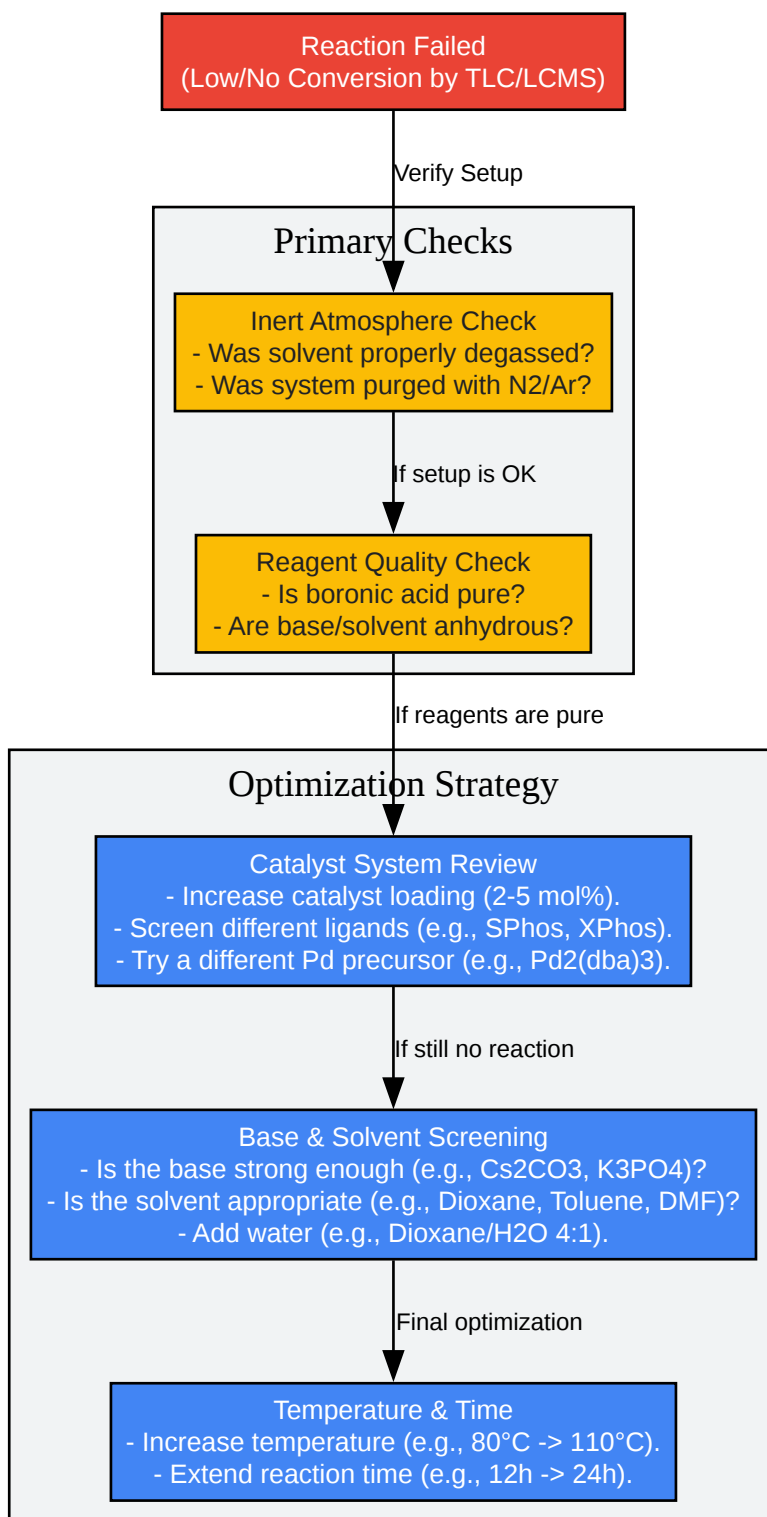 Reaction Failed
(Low/No Conversion by TLC/LCMS)
Verify Setup
Primary Checks
Inert Atmosphere Check
- Was solvent properly degassed?
- Was system purged with N2/Ar?
If setup is OK
Reagent Quality Check
- Is boronic acid pure?
- Are base/solvent anhydrous?
If reagents are pure
Optimization Strategy
Catalyst System Review
- Increase catalyst loading (2-5 mol%).
- Screen different ligands (e.g., SPhos, XPhos).
- Try a different Pd precursor (e.g., Pd2(dba)3).
If still no reaction
Base & Solvent Screening
- Is the base strong enough (e.g., Cs2CO3, K3PO4)?
- Is the solvent appropriate (e.g., Dioxane, Toluene, DMF)?
- Add water (e.g., Dioxane/H2O 4:1).
Final optimization
Temperature & Time
- Increase temperature (e.g., 80°C -> 110°C).
- Extend reaction time (e.g., 12h -> 24h).